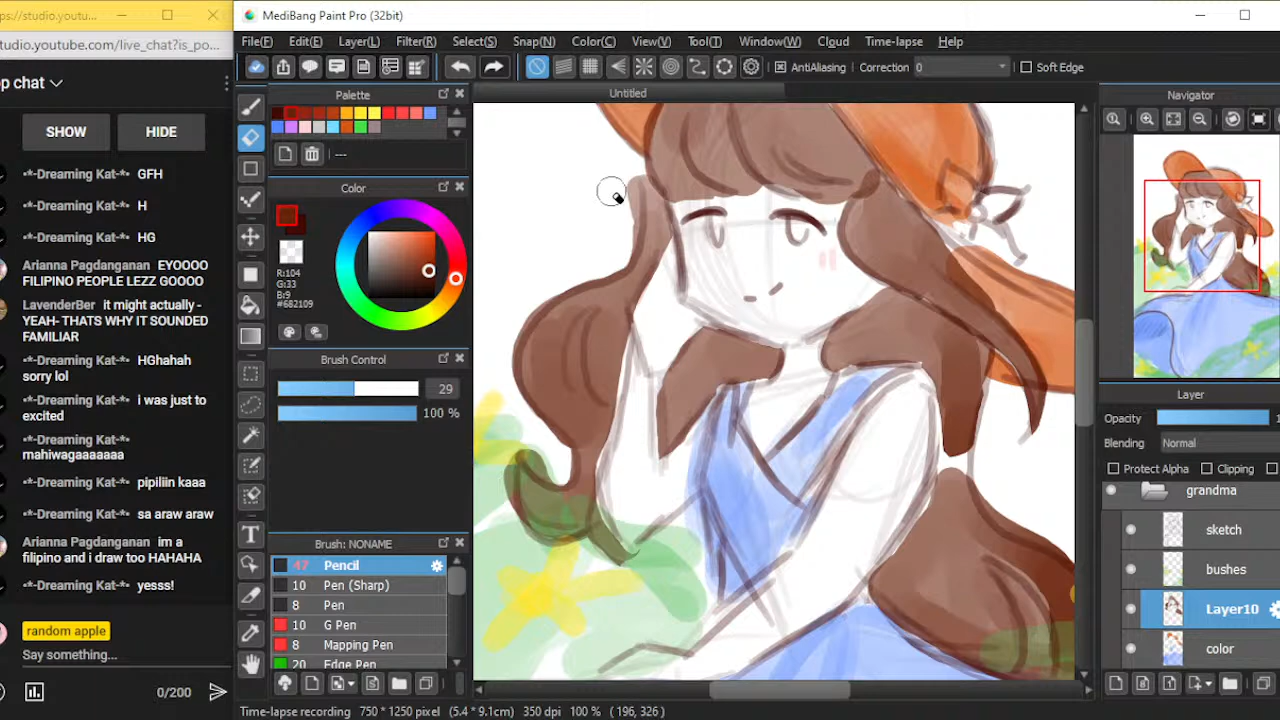 ps://studio.youtu...
tudio.youtube.com/live_chat?is_po...
op chat
SHOW
HIDE
-*-Dreaming Kat-*- GFH
-*-Dreaming Kat-*- H
-*-Dreaming Kat-*- HG
Arianna Pagdanganan EYOOOO
FILIPINO PEOPLE LEZZ GOOOO
LavenderBer it might actually -
YEAH- THATS WHY IT SOUNDED
FAMILIAR
-*-Dreaming Kat-*- HGhahah
sorry lol
-*-Dreaming Kat-*- i was just to
excited
-*-Dreaming Kat-*-
mahiwagaaaaaa
-*-Dreaming Kat-*- pipiliin kaaa
-*-Dreaming Kat-*- sa araw araw
Arianna Pagdanganan im a
filipino and i draw too HAHAHA
-*-Dreaming Kat-*- yesss!
random apple
Say something...
0/200
MediBang Paint Pro (32bit)
File(F) Edit(E) Layer(L) Filter(R) Select(S) Snap(N) Color(C) View(V) Tool(T) Window(W) Cloud Time-lapse Help
AntiAliasing Correction 0 Soft Edge
Palette
---
Color
R:104
G:33
B:9
#682109
Brush Control
29
100 %
Brush: NONAME
47 Pencil
10 Pen (Sharp)
8 Pen
10 G Pen
8 Mapping Pen
20 Edge Pen
T
Untitled
Navigator
Layer
Opacity 1
Blending Normal
Protect Alpha Clipping
grandma
sketch
bushes
Layer10
color
Time-lapse recording 750 * 1250 pixel (5.4 * 9.1cm) 350 dpi 100 % ( 196, 326 )